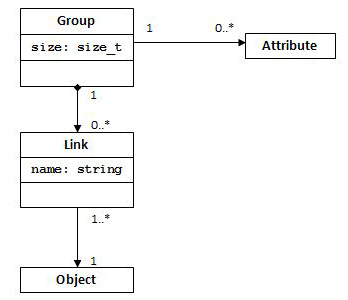 Group
size: size_t
1
0..*
Attribute
1
0..*
Link
name: string
1..*
1
Object